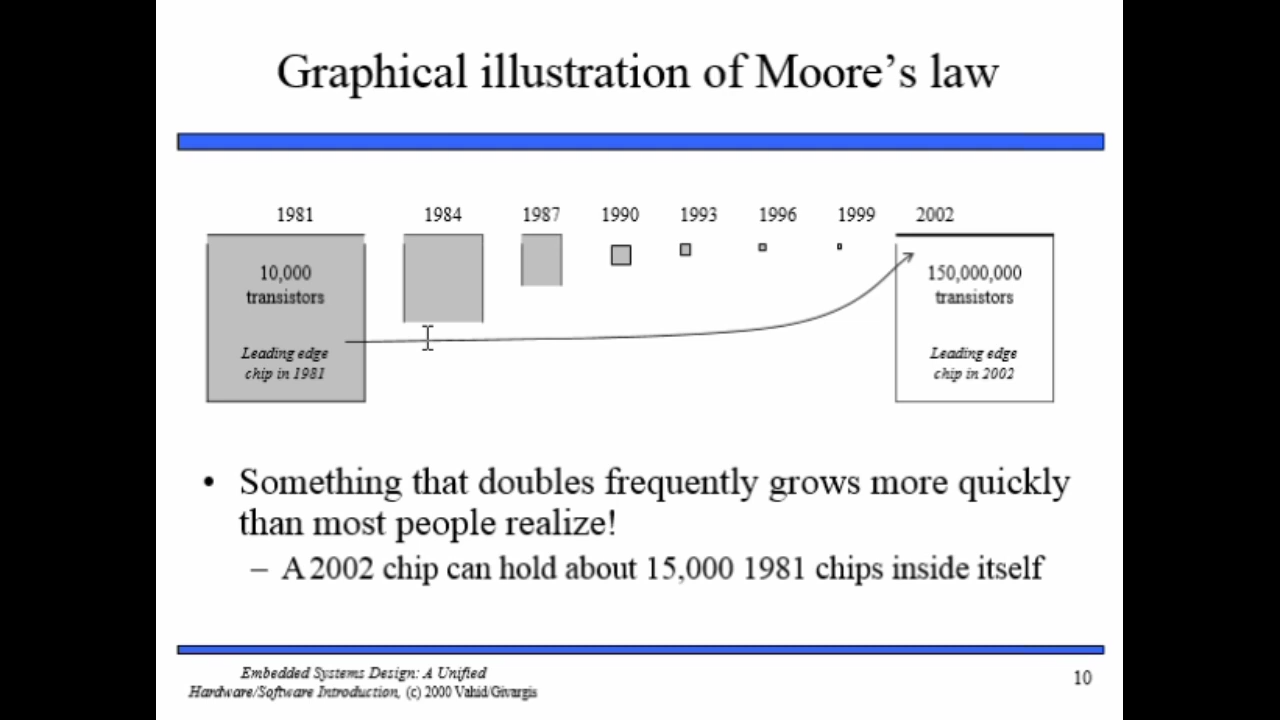 Graphical illustration of Moore’s law
1981 1984 1987 1990 1993 1996 1999 2002
10,000
transistors
Leading edge
chip in 1981
150,000,000
transistors
Leading edge
chip in 2002
• Something that doubles frequently grows more quickly
than most people realize!
– A 2002 chip can hold about 15,000 1981 chips inside itself
Embedded Systems Design: A Unified
Hardware/Software Introduction, (c) 2000 Vahid/Givargis
10